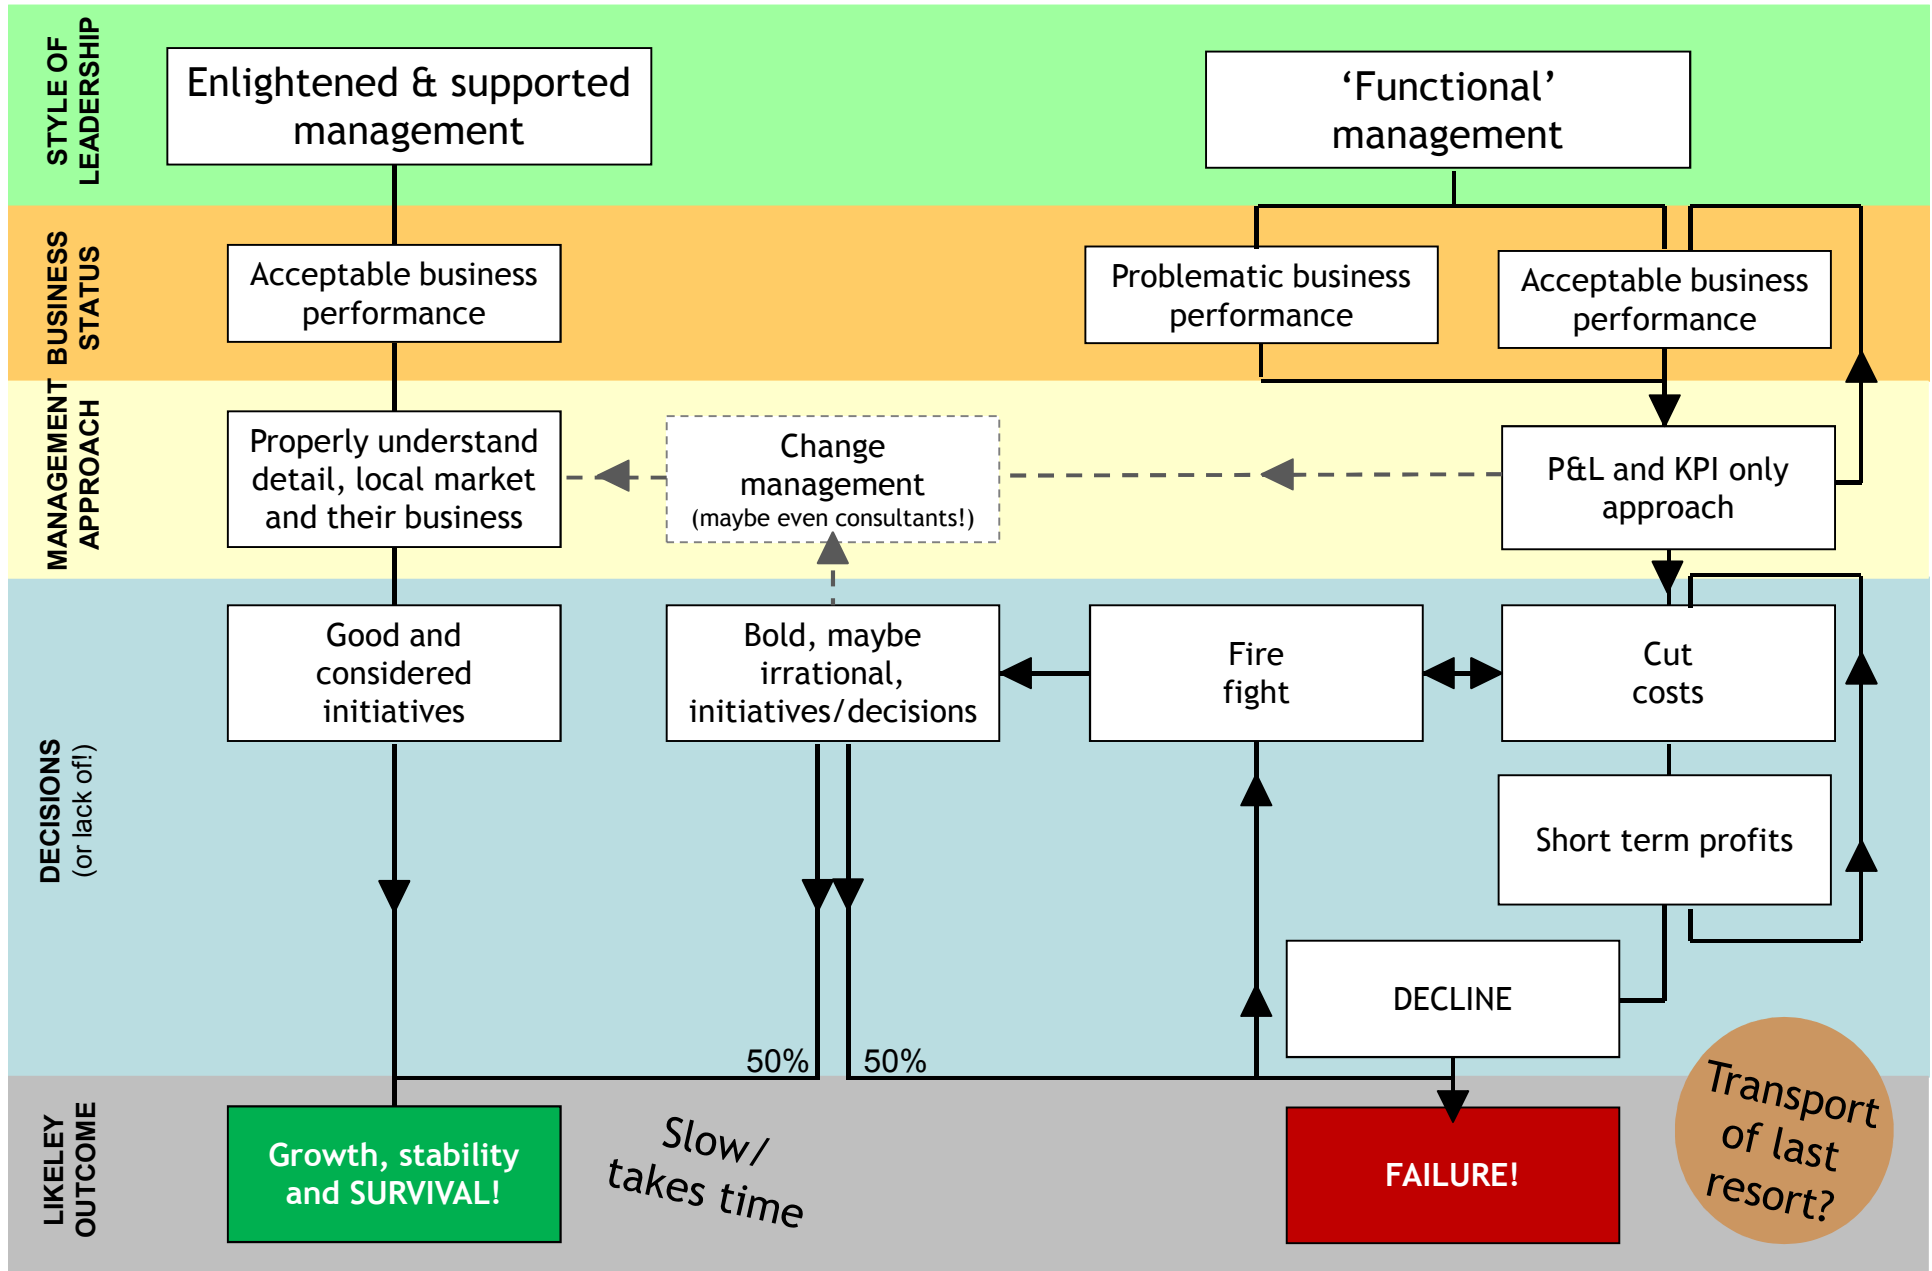 STYLE OF
LEADERSHIP
Enlightened & supported
management
‘Functional’
management
BUSINESS
STATUS
Acceptable business
performance
Problematic business
performance
Acceptable business
performance
MANAGEMENT
APPROACH
Properly understand
detail, local market
and their business
Change
management
(maybe even consultants!)
P&L and KPI only
approach
DECISIONS
(or lack of!)
Good and
considered
initiatives
Bold, maybe
irrational,
initiatives/decisions
Fire
fight
Cut
costs
Short term profits
DECLINE
50%
50%
LIKELEY
OUTCOME
Growth, stability
and SURVIVAL!
Slow/
takes time
FAILURE!
Transport
of last
resort?